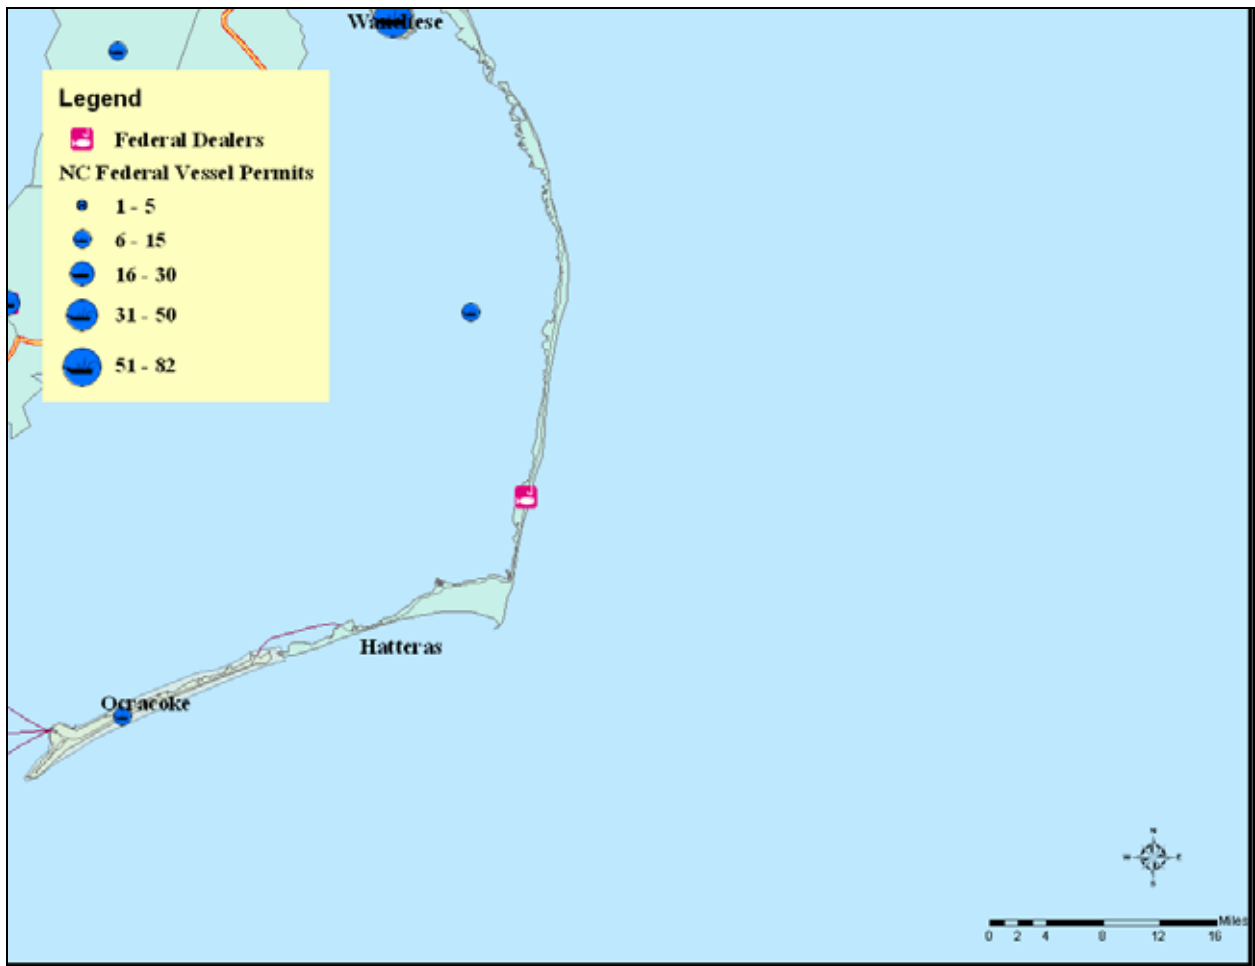 Wanchese
Legend
Federal Dealers
NC Federal Vessel Permits
1 - 5
6 - 15
16 - 30
31 - 50
51 - 82
Hatteras
Ocracoke
N
W E
S
Miles
0 2 4 8 12 16